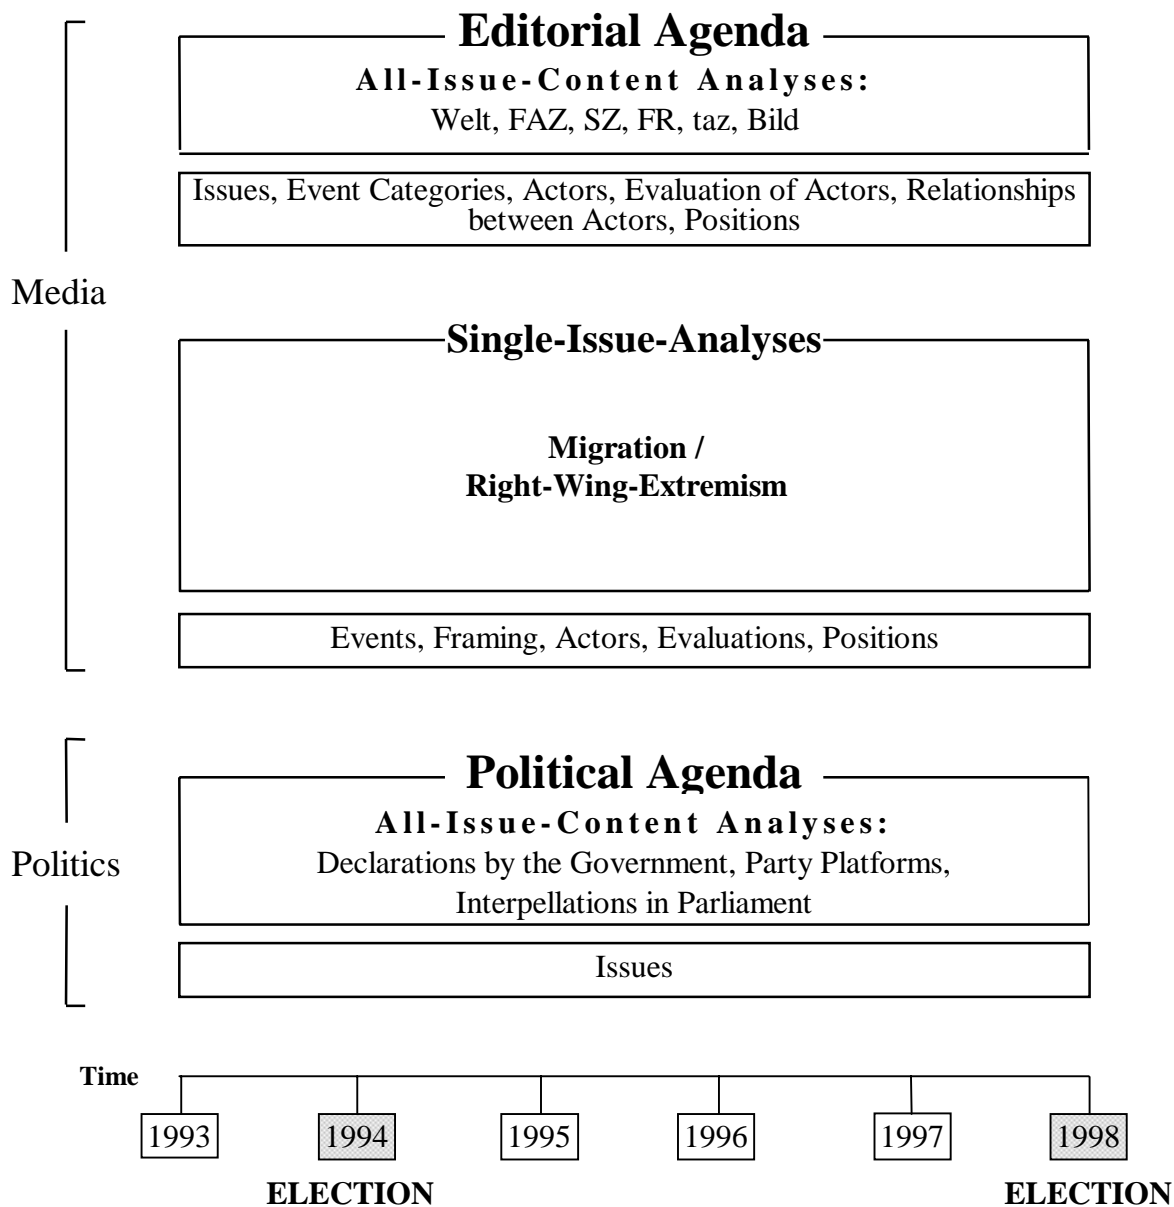 Editorial Agenda
All-Issue-Content Analyses:
Welt, FAZ, SZ, FR, taz, Bild
Issues, Event Categories, Actors, Evaluation of Actors, Relationships
between Actors, Positions
Media
Single-Issue-Analyses
Migration /
Right-Wing-Extremism
Events, Framing, Actors, Evaluations, Positions
Political Agenda
All-Issue-Content Analyses:
Declarations by the Government, Party Platforms,
Interpellations in Parliament
Politics
Issues
Time
1993 1994 1995 1996 1997 1998
ELECTION ELECTION